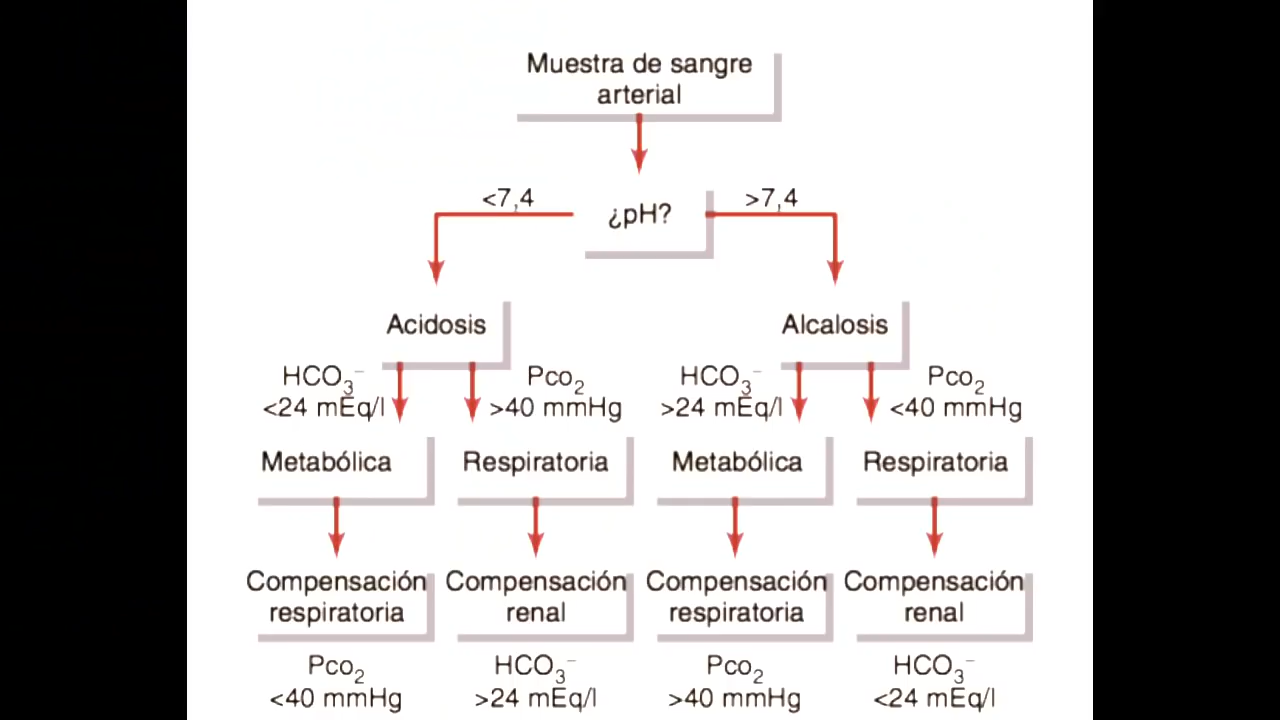 Muestra de sangre
arterial
<7,4
¿pH?
>7,4
Acidosis
Alcalosis
HCO₃⁻
<24 mEq/l
Pco₂
>40 mmHg
HCO₃⁻
>24 mEq/l
Pco₂
<40 mmHg
Metabólica
Respiratoria
Metabólica
Respiratoria
Compensación
respiratoria
Compensación
renal
Compensación
respiratoria
Compensación
renal
Pco₂
<40 mmHg
HCO₃⁻
>24 mEq/l
Pco₂
>40 mmHg
HCO₃⁻
<24 mEq/l